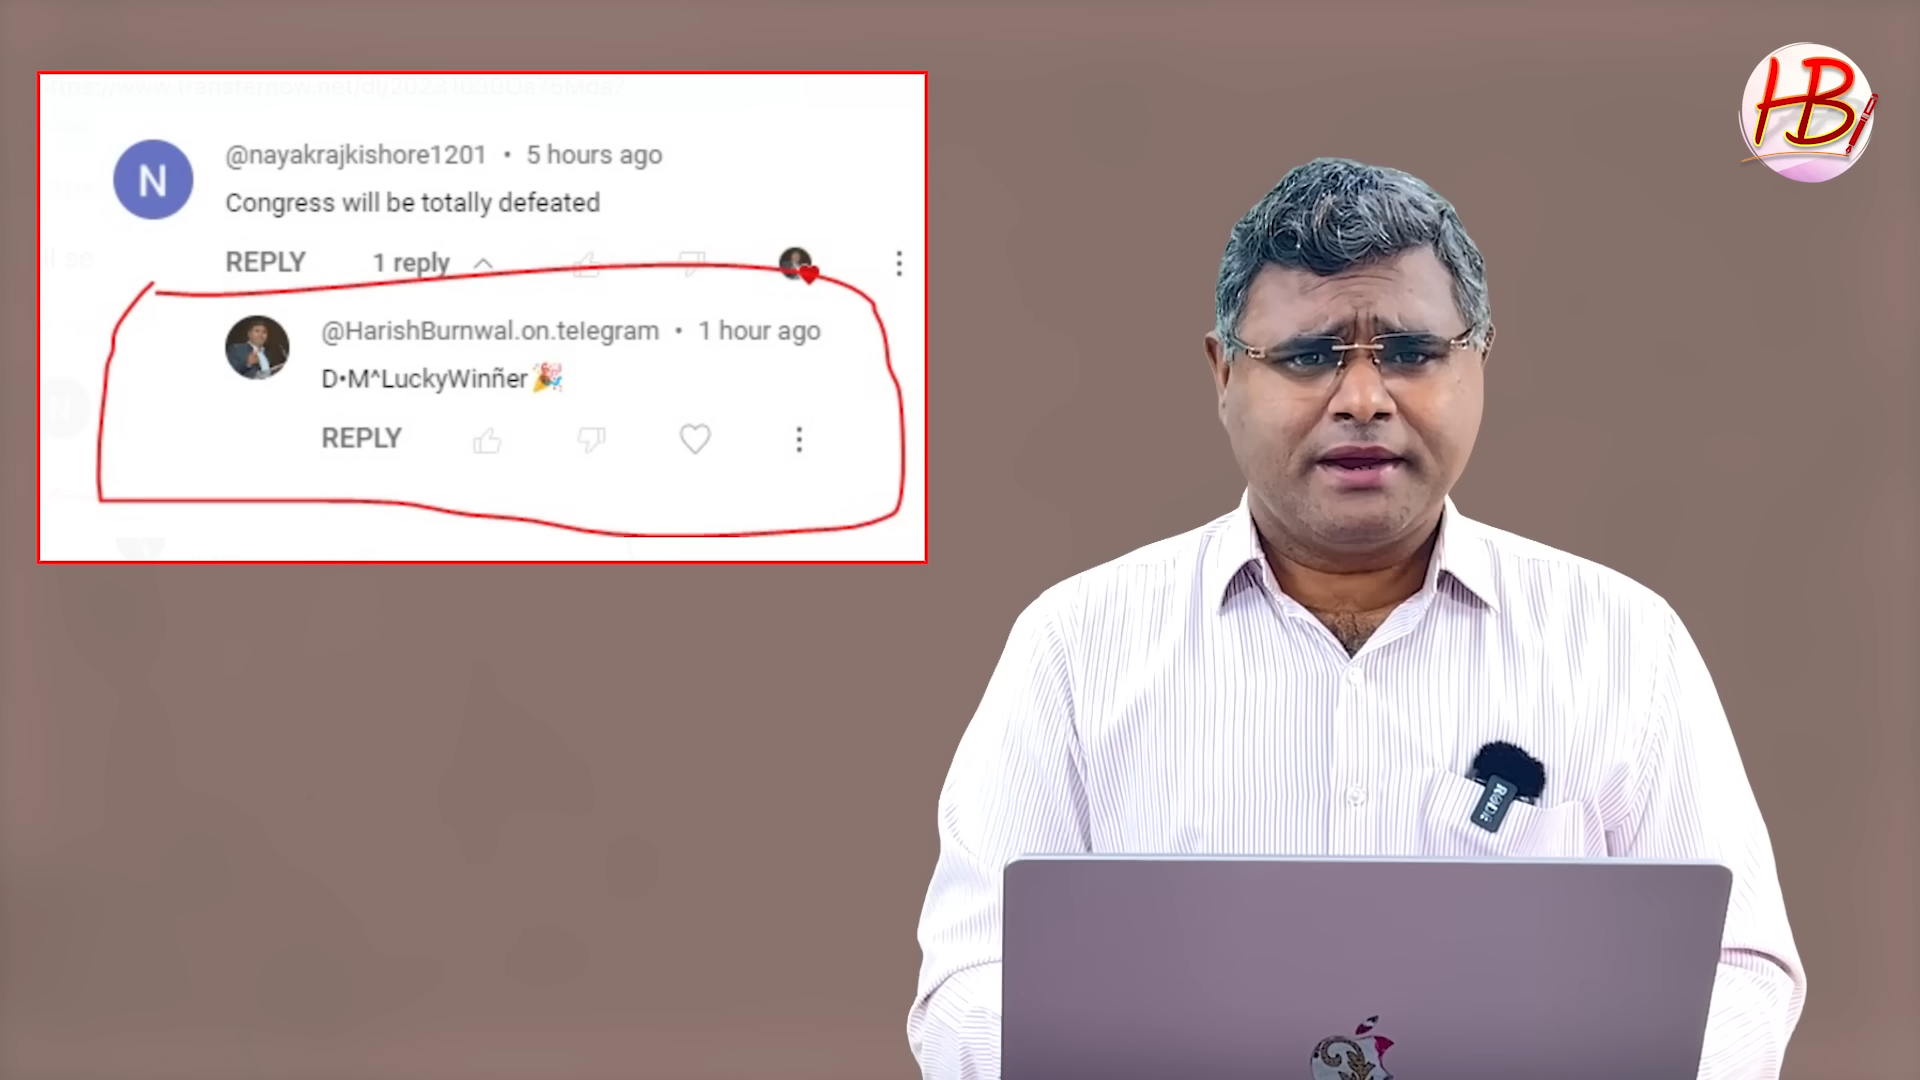 @nayakrajkishore1201 • 5 hours ago
Congress will be totally defeated
REPLY 1 reply
@HarishBurnwal.on.telegram • 1 hour ago
D•M^LuckyWinñer🎉
REPLY
N
HB
RODE